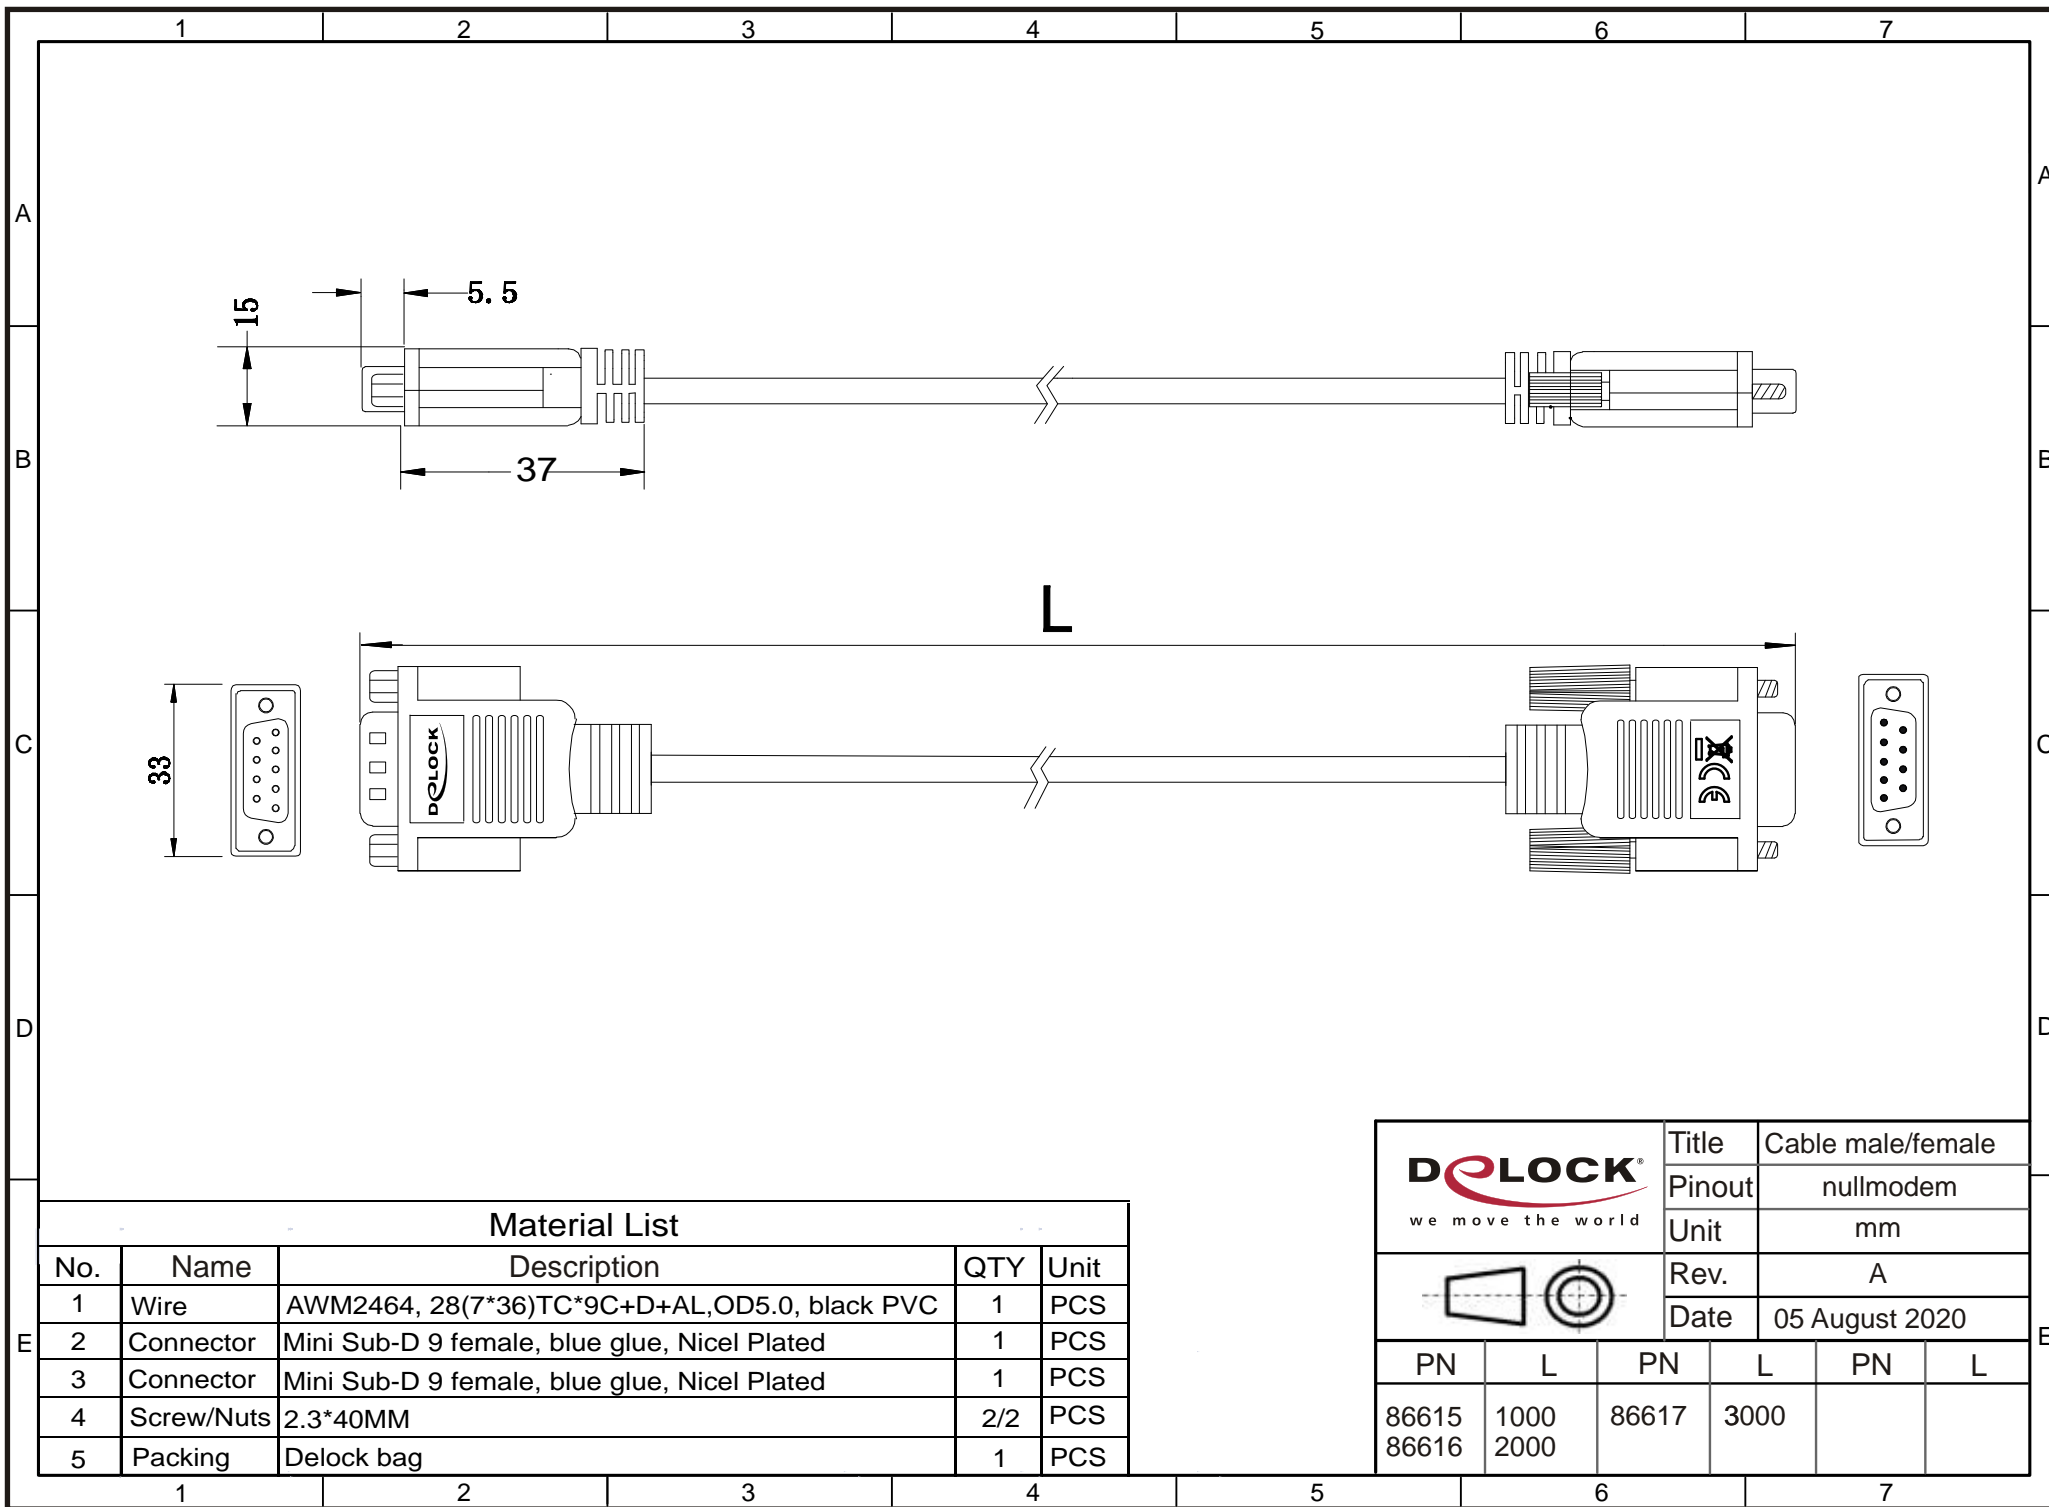 1 2 3 4 5 6 7
A A
15
5.5
B B
37
L
C C
33
DELOCK
CE
D D
Material List
No. Name Description QTY Unit
1 Wire AWM2464, 28(7*36)TC*9C+D+AL,OD5.0, black PVC 1 PCS
2 Connector Mini Sub-D 9 female, blue glue, Nicel Plated 1 PCS
3 Connector Mini Sub-D 9 female, blue glue, Nicel Plated 1 PCS
4 Screw/Nuts 2.3*40MM 2/2 PCS
5 Packing Delock bag 1 PCS
DELOCK®
we move the world
Title Cable male/female
Pinout nullmodem
Unit mm
Rev. A
Date 05 August 2020
PN L PN L PN L
86615 1000 86617 3000
86616 2000
E E
1 2 3 4 5 6 7